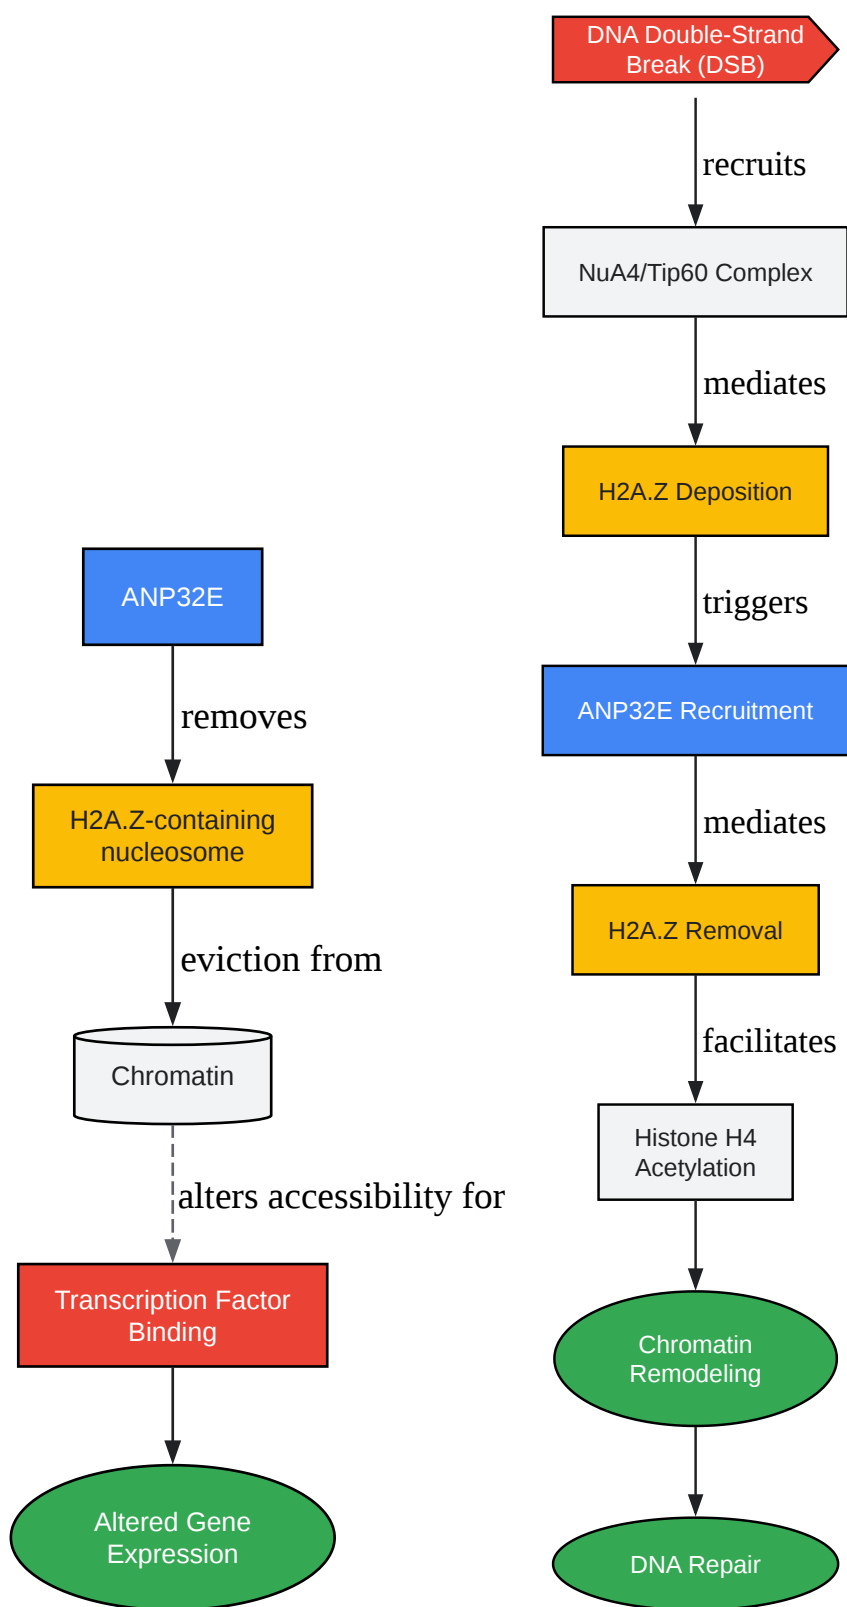 ANP32E
removes
H2A.Z-containing
nucleosome
eviction from
Chromatin
alters accessibility for
Transcription Factor
Binding
Altered Gene
Expression
DNA Double-Strand
Break (DSB)
recruits
NuA4/Tip60 Complex
mediates
H2A.Z Deposition
triggers
ANP32E Recruitment
mediates
H2A.Z Removal
facilitates
Histone H4
Acetylation
Chromatin
Remodeling
DNA Repair